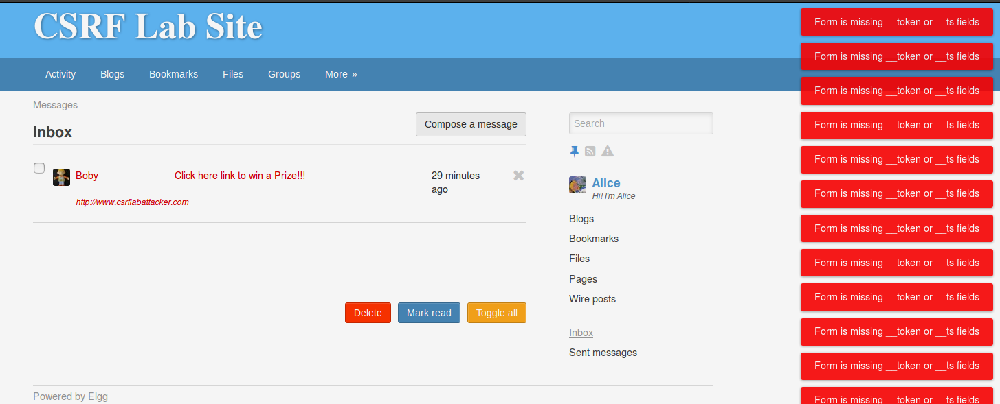 CSRF Lab Site
Activity
Blogs
Bookmarks
Files
Groups
More »
Messages
Inbox
Compose a message
Boby
Click here link to win a Prize!!!
29 minutes
ago
http://www.csrflabattacker.com
Delete
Mark read
Toggle all
Search
Alice
Hi! I'm Alice
Blogs
Bookmarks
Files
Pages
Wire posts
Inbox
Sent messages
Powered by Elgg
Form is missing __token or __ts fields
Form is missing __token or __ts fields
Form is missing __token or __ts fields
Form is missing __token or __ts fields
Form is missing __token or __ts fields
Form is missing __token or __ts fields
Form is missing __token or __ts fields
Form is missing __token or __ts fields
Form is missing __token or __ts fields
Form is missing __token or __ts fields
Form is missing __token or __ts fields
Form is missing __token or __ts fields